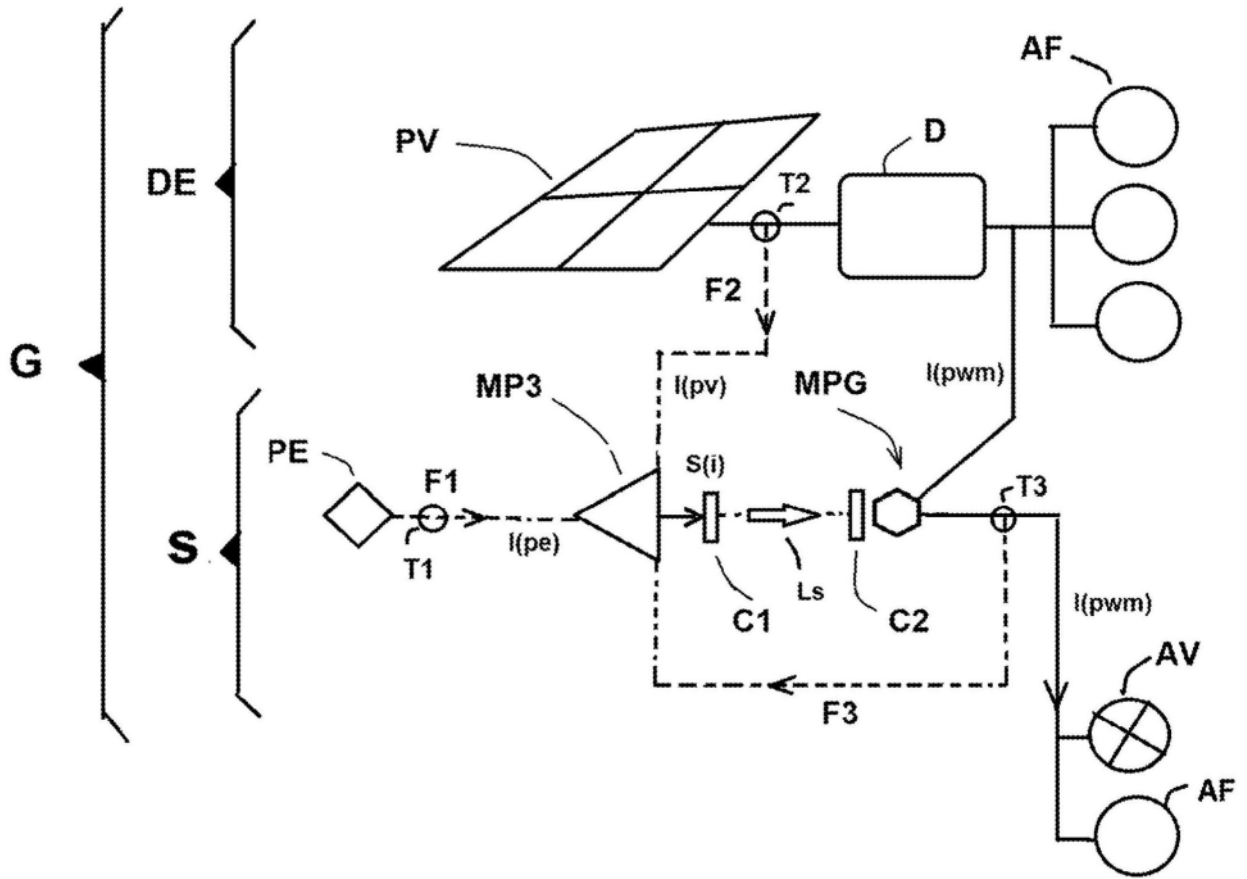 AF
D
PV
T2
DE
F2
G
I(pv)
I(pwm)
MP3
MPG
PE
S(i)
F1
T3
S
T1
I(pe)
Ls
C1
C2
I(pwm)
AV
F3
AF